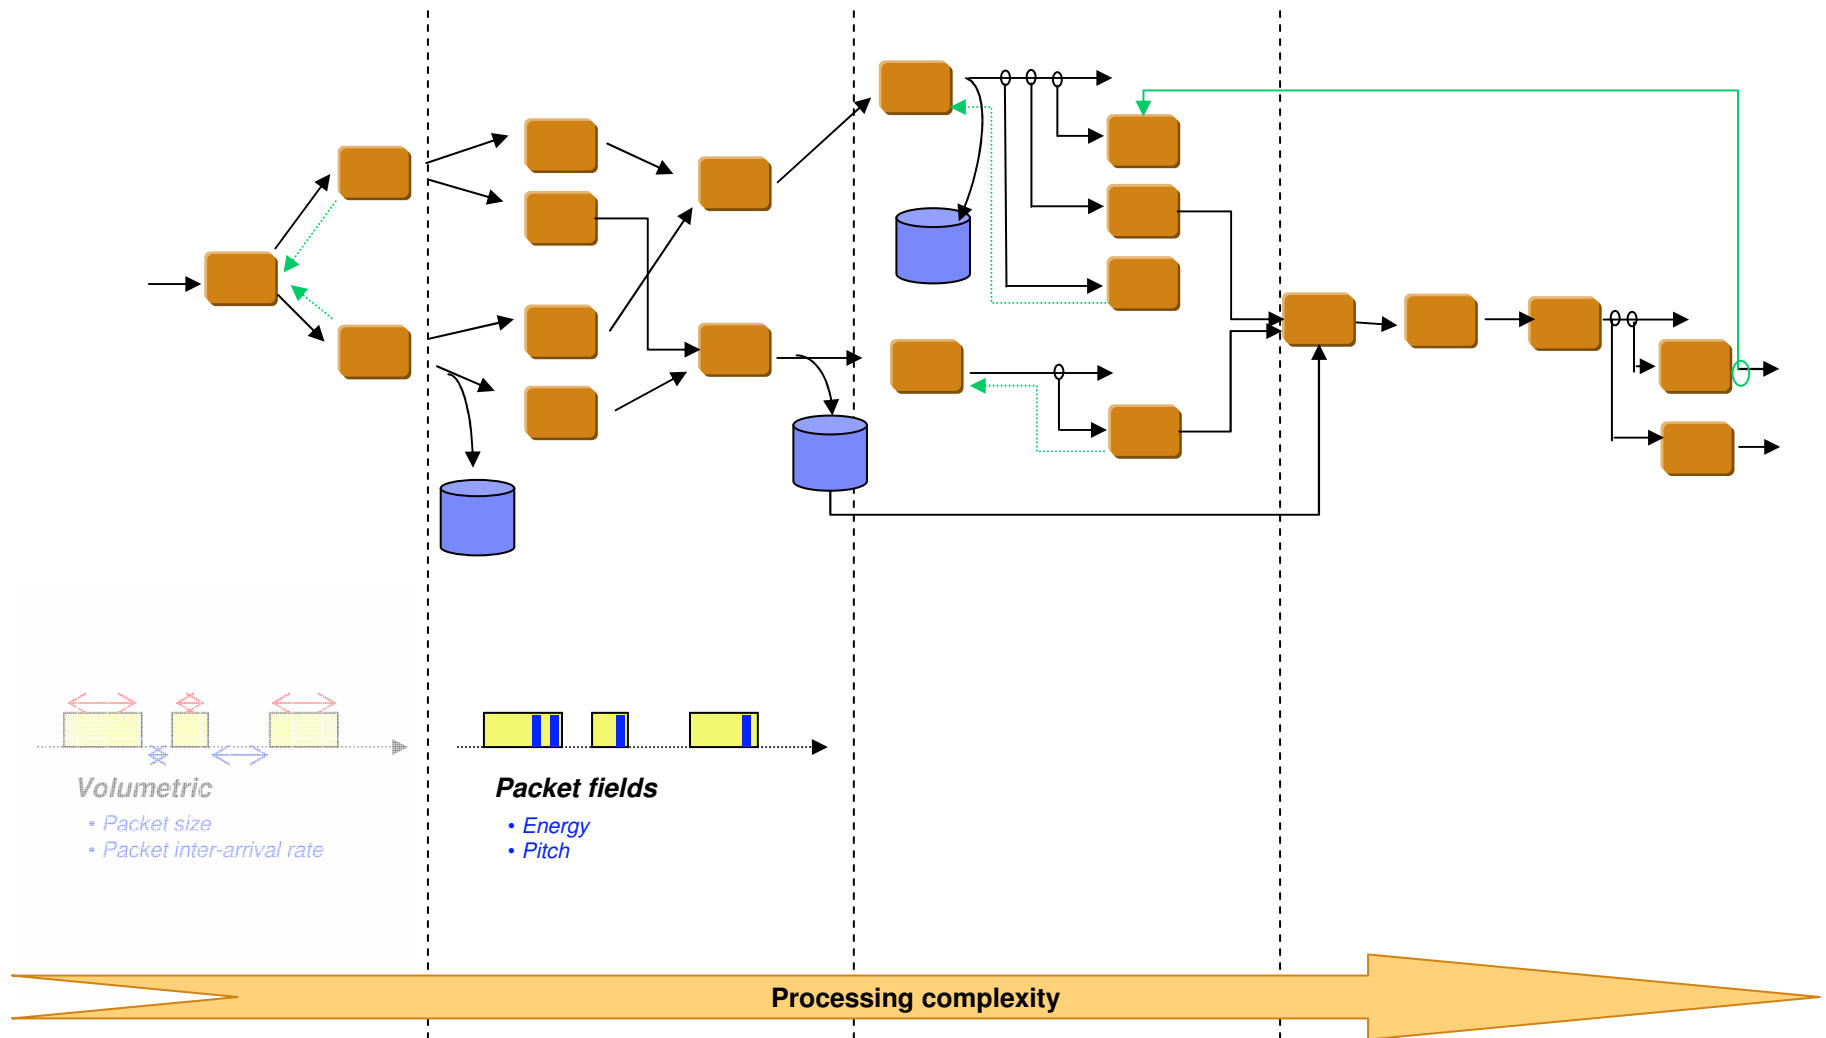 Volumetric
• Packet size
• Packet inter-arrival rate
Packet fields
• Energy
• Pitch
Processing complexity